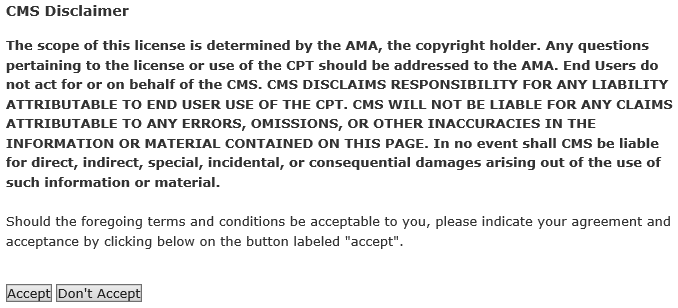 CMS Disclaimer
The scope of this license is determined by the AMA, the copyright holder. Any questions
pertaining to the license or use of the CPT should be addressed to the AMA. End Users do
not act for or on behalf of the CMS. CMS DISCLAIMS RESPONSIBILITY FOR ANY LIABILITY
ATTRIBUTABLE TO END USER USE OF THE CPT. CMS WILL NOT BE LIABLE FOR ANY CLAIMS
ATTRIBUTABLE TO ANY ERRORS, OMISSIONS, OR OTHER INACCURACIES IN THE
INFORMATION OR MATERIAL CONTAINED ON THIS PAGE. In no event shall CMS be liable
for direct, indirect, special, incidental, or consequential damages arising out of the use of
such information or material.
Should the foregoing terms and conditions be acceptable to you, please indicate your agreement and
acceptance by clicking below on the button labeled "accept".
Accept Don't Accept